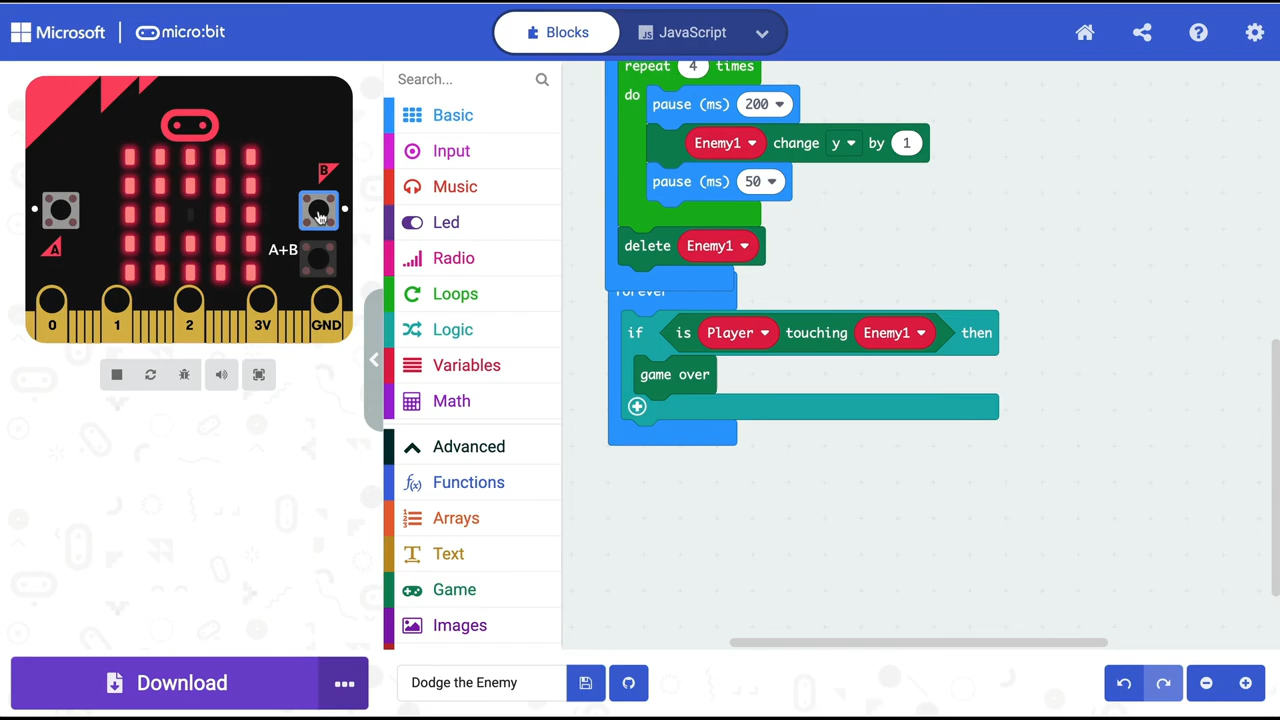 Microsoft
micro:bit
Blocks
JavaScript
Search...
Basic
Input
Music
Led
Radio
Loops
Logic
Variables
Math
Advanced
Functions
Arrays
Text
Game
Images
A
B
A+B
0 1 2 3V GND
repeat 4 times
do
pause (ms) 200
Enemy1 change y by 1
pause (ms) 50
delete Enemy1
forever
if is Player touching Enemy1 then
game over
Download
Dodge the Enemy